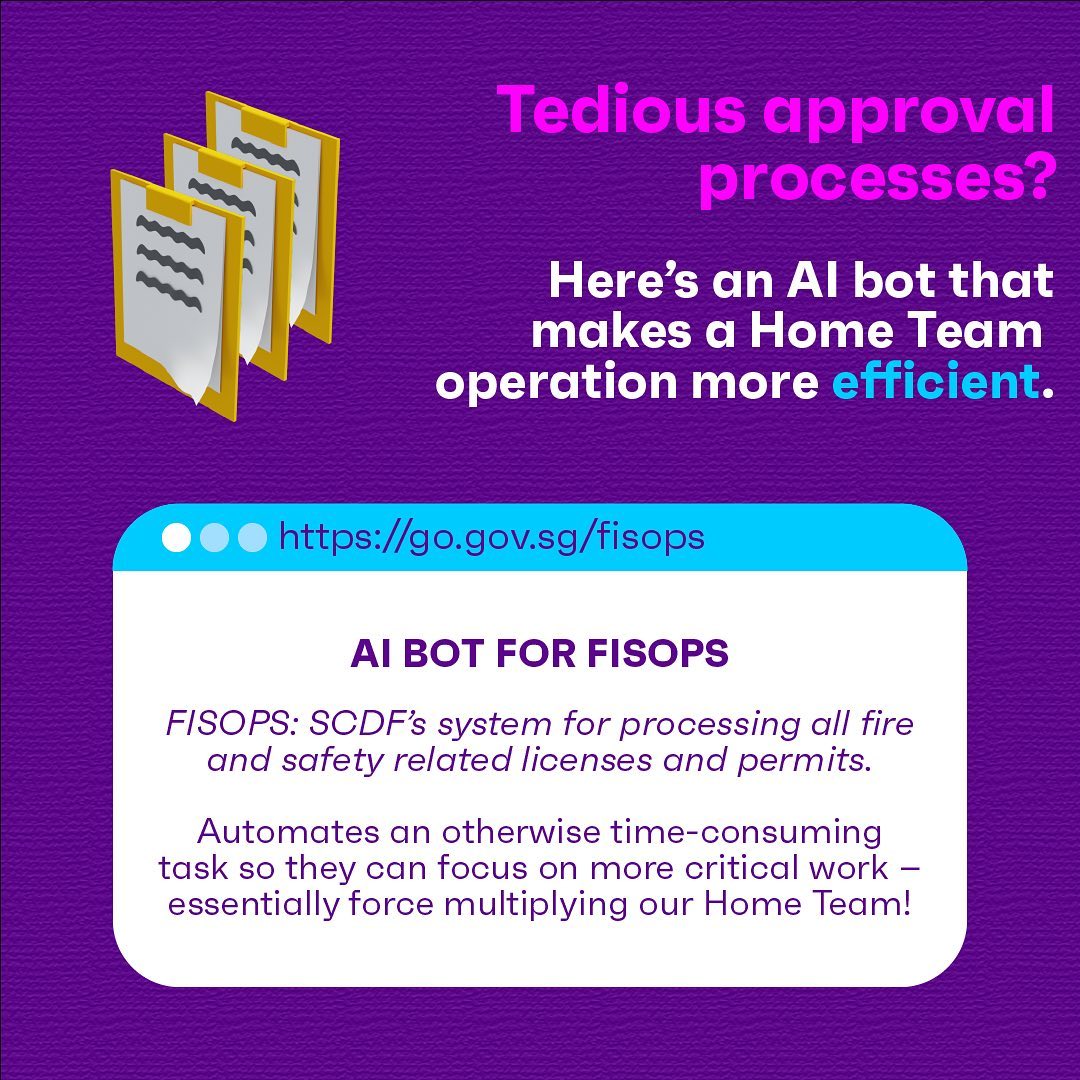 Tedious approval
processes?
Here’s an AI bot that
makes a Home Team
operation more efficient.
https://go.gov.sg/fisops
AI BOT FOR FISOPS
FISOPS: SCDF’s system for processing all fire
and safety related licenses and permits.
Automates an otherwise time-consuming
task so they can focus on more critical work –
essentially force multiplying our Home Team!